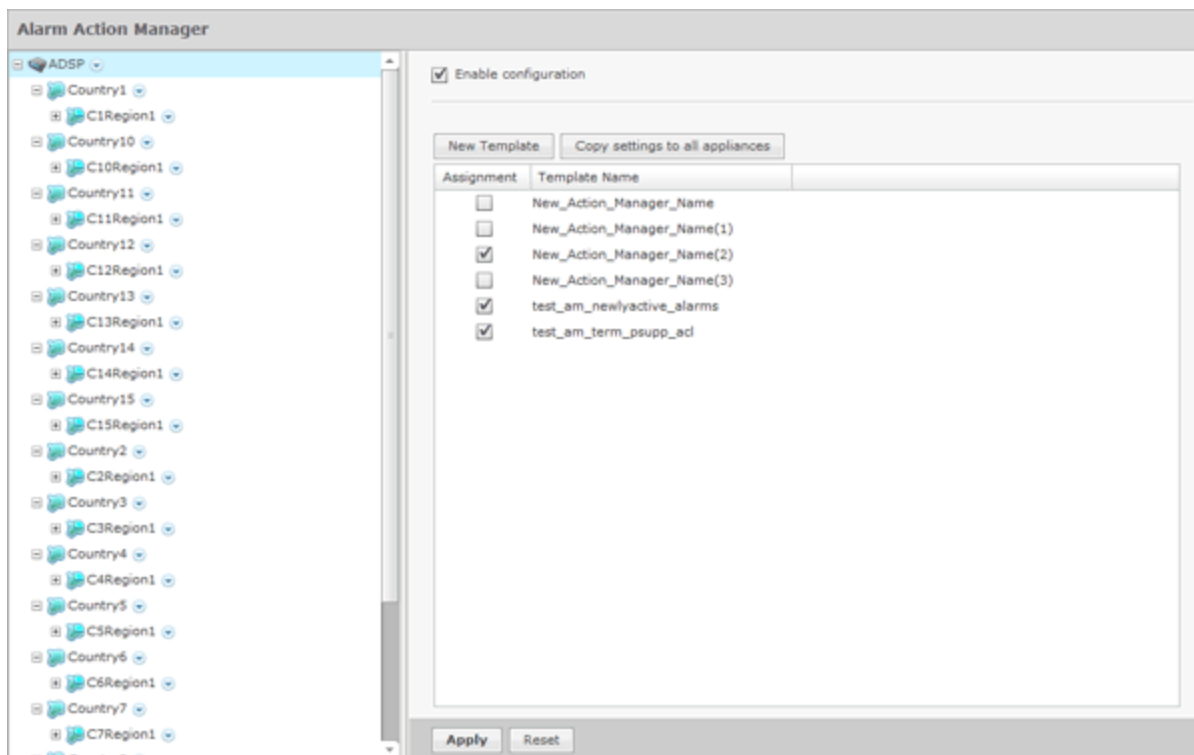 Alarm Action Manager
ADSP
Country1
C1Region1
Country10
C10Region1
Country11
C11Region1
Country12
C12Region1
Country13
C13Region1
Country14
C14Region1
Country15
C15Region1
Country2
C2Region1
Country3
C3Region1
Country4
C4Region1
Country5
C5Region1
Country6
C6Region1
Country7
C7Region1
Enable configuration
New Template
Copy settings to all appliances
Assignment Template Name
New_Action_Manager_Name
New_Action_Manager_Name(1)
New_Action_Manager_Name(2)
New_Action_Manager_Name(3)
test_am_newlyactive_alarms
test_am_term_psupp_acl
Apply
Reset